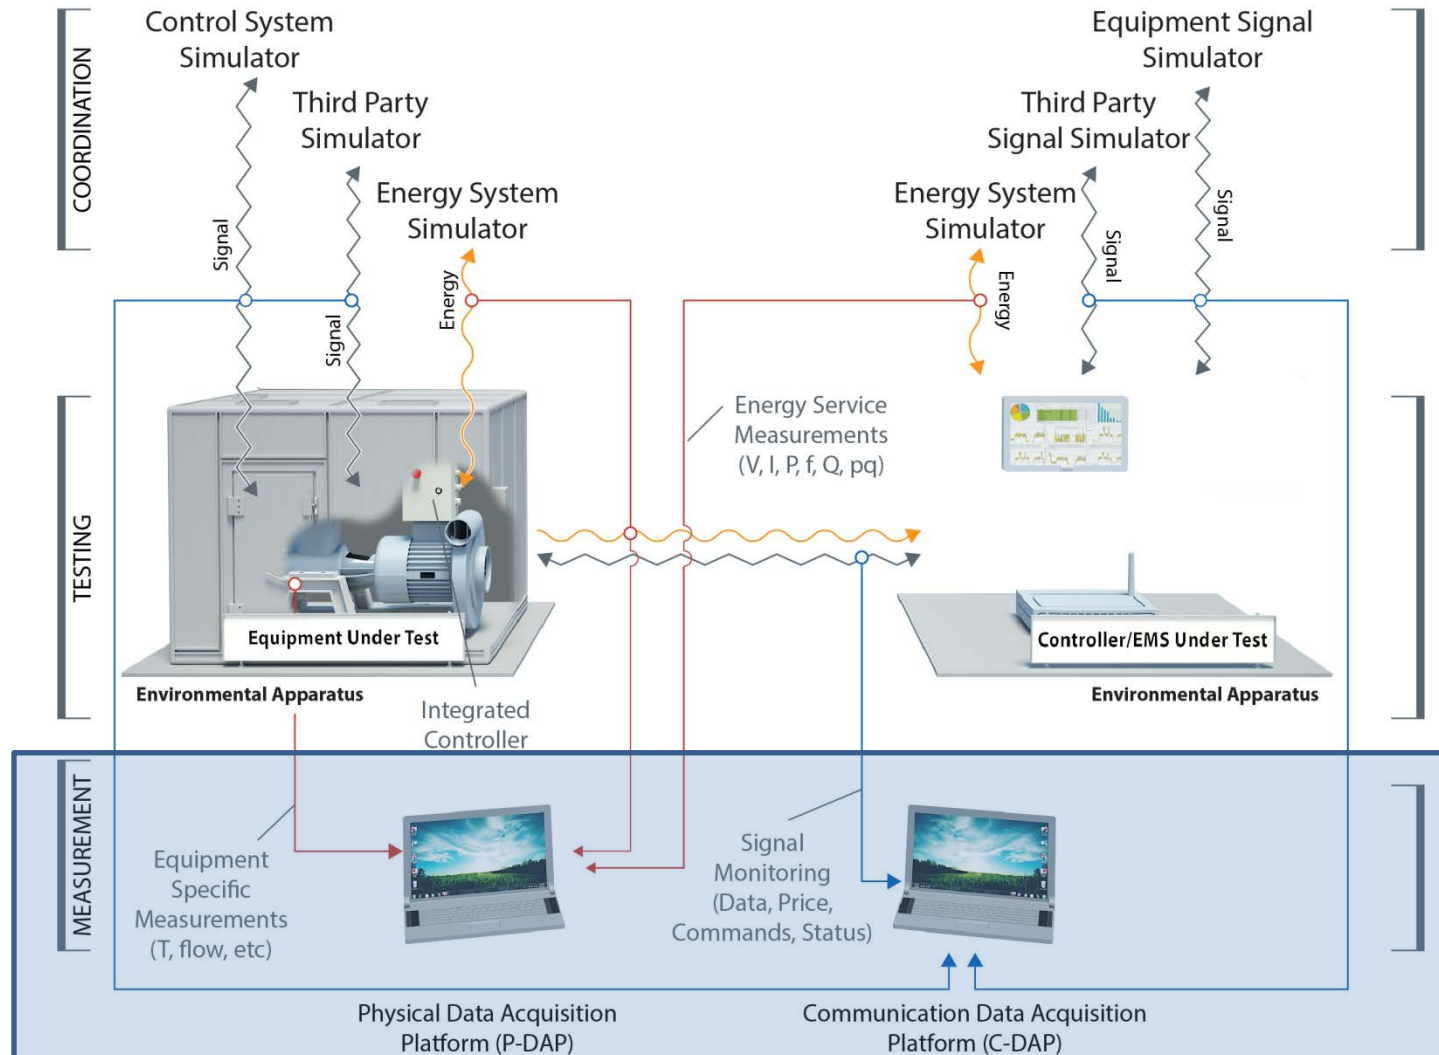 COORDINATION
Control System
Simulator
Third Party
Simulator
Energy System
Simulator
Signal
Signal
Energy
Equipment Signal
Simulator
Third Party
Signal Simulator
Energy System
Simulator
Energy
Signal
Signal
TESTING
Energy Service
Measurements
(V, I, P, f, Q, pq)
Equipment Under Test
Environmental Apparatus
Integrated
Controller
Controller/EMS Under Test
Environmental Apparatus
MEASUREMENT
Equipment
Specific
Measurements
(T, flow, etc)
Signal
Monitoring
(Data, Price,
Commands, Status)
Physical Data Acquisition
Platform (P-DAP)
Communication Data Acquisition
Platform (C-DAP)